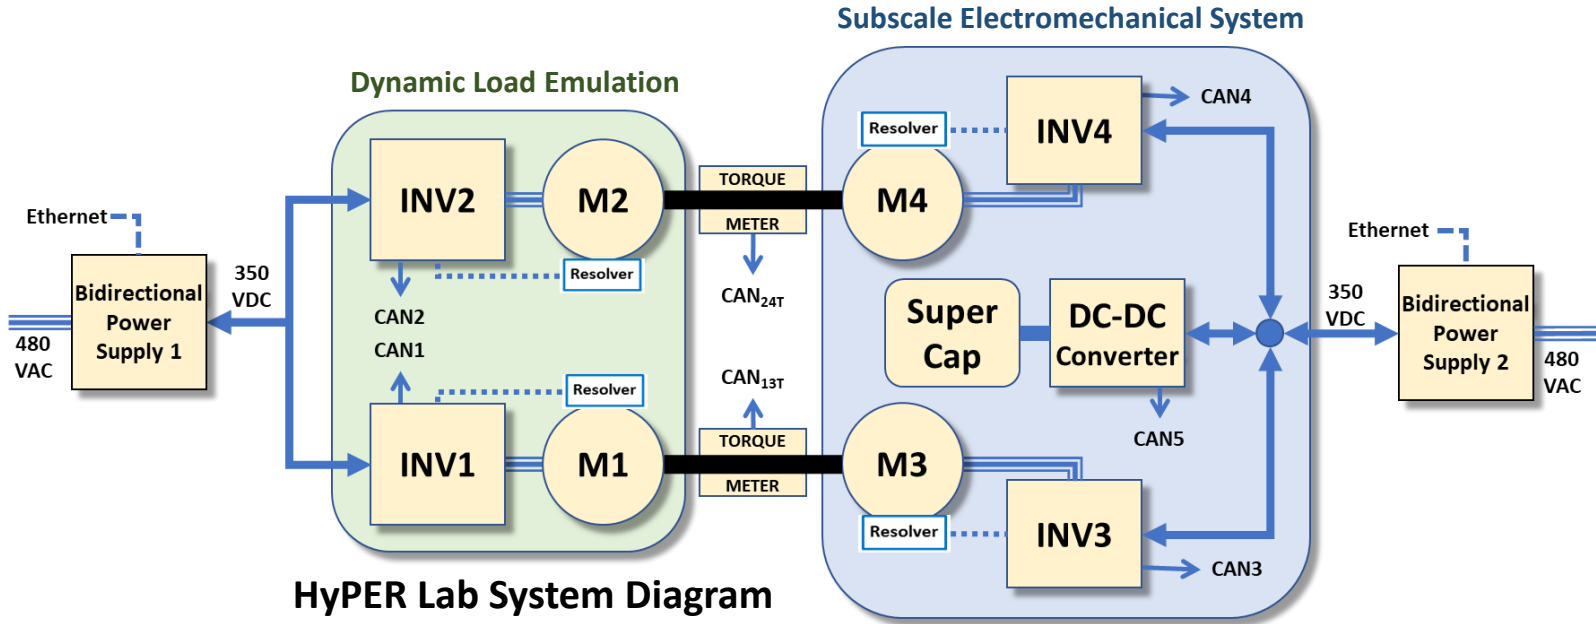 Subscale Electromechanical System
Dynamic Load Emulation
Ethernet
480
VAC
Bidirectional
Power
Supply 1
350
VDC
INV2
M2
Resolver
CAN2
CAN1
Resolver
INV1
M1
TORQUE
METER
CAN24T
CAN13T
TORQUE
METER
Resolver
M4
INV4
CAN4
Super
Cap
DC-DC
Converter
CAN5
M3
Resolver
INV3
CAN3
350
VDC
Ethernet
Bidirectional
Power
Supply 2
480
VAC
HyPER Lab System Diagram